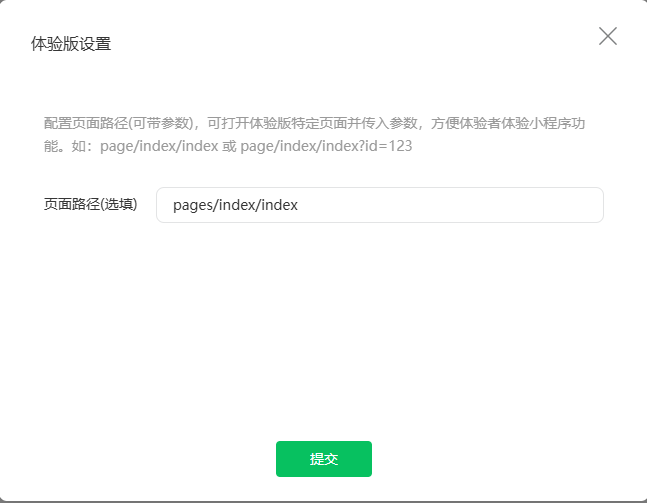 体验版设置
配置页面路径(可带参数)，可打开体验版特定页面并传入参数，方便体验者体验小程序功
能。如：page/index/index 或 page/index/index?id=123
页面路径(选填) pages/index/index
提交